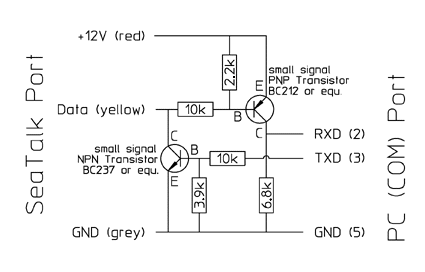 +12V (red)
2.2k
small signal
PNP Transistor
BC212 or equ.
E
Data (yellow)
10k
B
C
RXD (2)
C
small signal
NPN Transistor
BC237 or equ.
B
10k
TXD (3)
E
3.9k
6.8k
GND (grey)
GND (5)
SeaTalk Port
PC (COM) Port